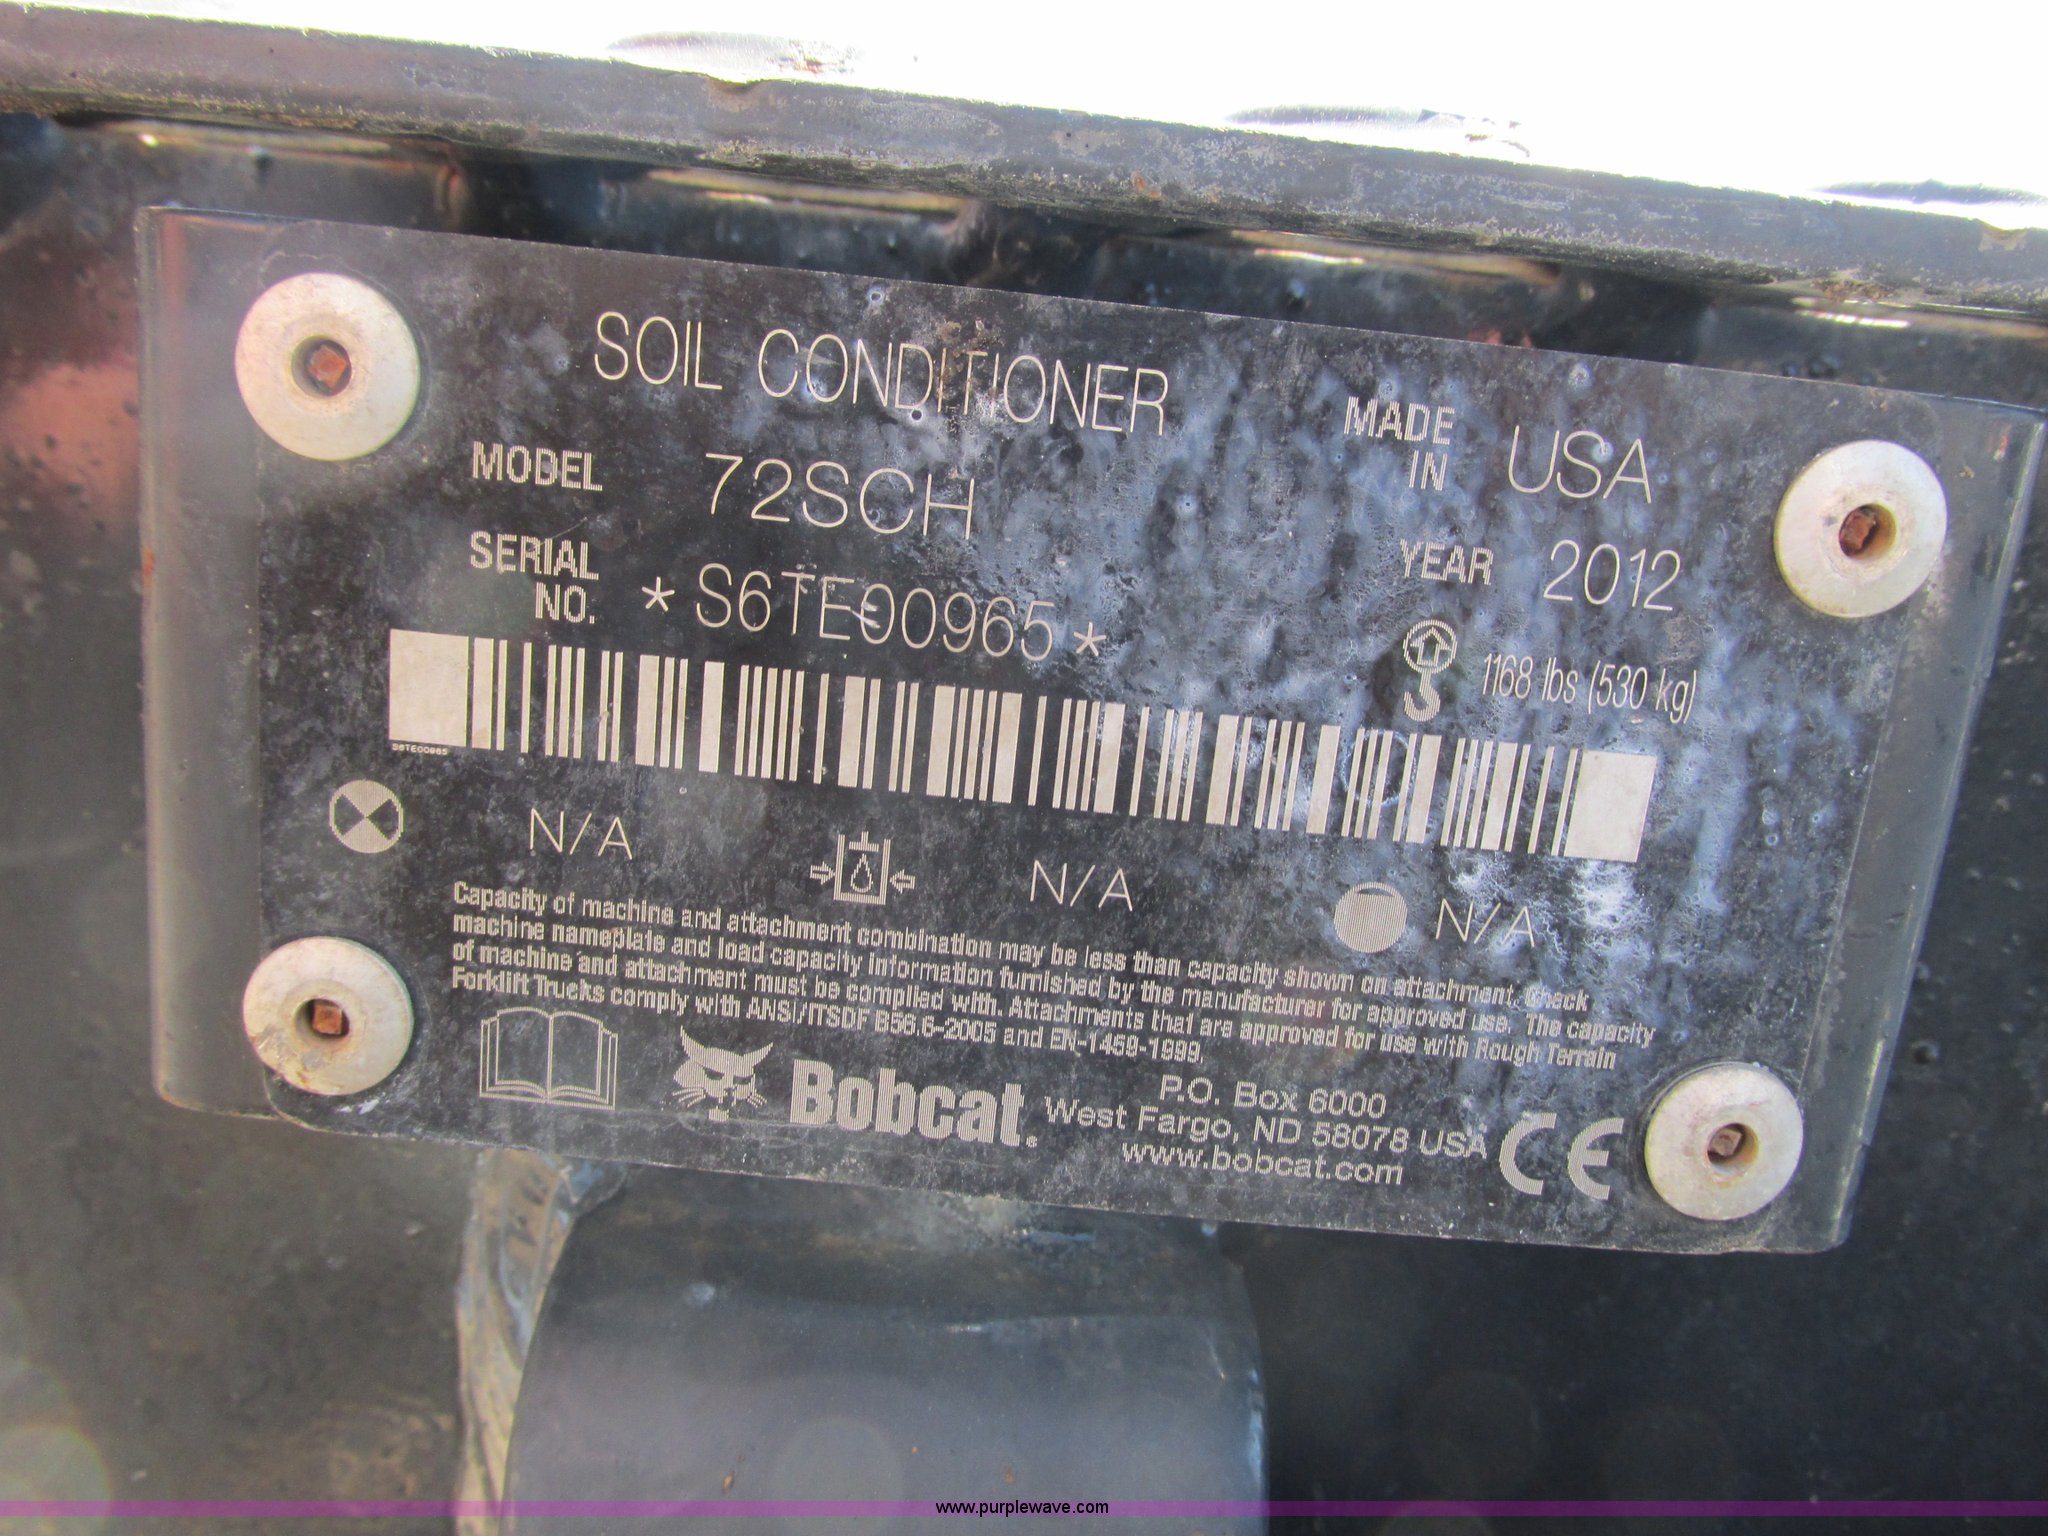 SOIL CONDITIONER
MODEL 72SCH
MADE IN USA
SERIAL NO. *S6TE00965*
YEAR 2012
1168 lbs (530 kg)
S6TE00965
N/A N/A N/A
Capacity of machine and attachment combination may be less than capacity shown on attachment. Check
machine nameplate and load capacity information furnished by the manufacturer for approved use. The capacity
of machine and attachment must be complied with. Attachments that are approved for use with Rough Terrain
Forklift Trucks comply with ANSI/ITSDF B56.6-2005 and EN-1459-1999.
Bobcat.
P.O. Box 6000
West Fargo, ND 58078 USA
www.bobcat.com
CE
www.purplewave.com